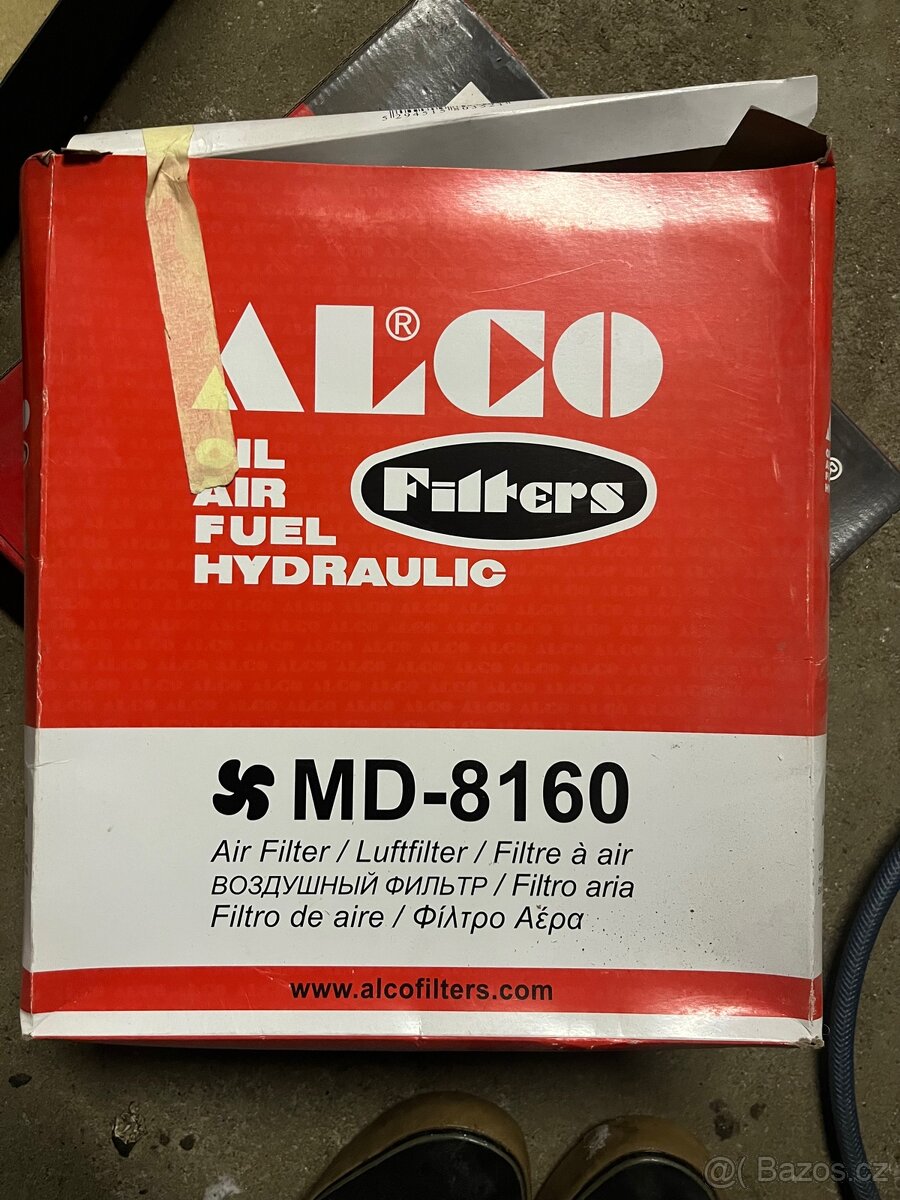 ALCO®
OIL
AIR
FUEL
HYDRAULIC
Filters
MD-8160
Air Filter / Luftfilter / Filtre à air
ВОЗДУШНЫЙ ФИЛЬТР / Filtro aria
Filtro de aire / Φίλτρο Αέρα
www.alcofilters.com
@( Bazos.cz